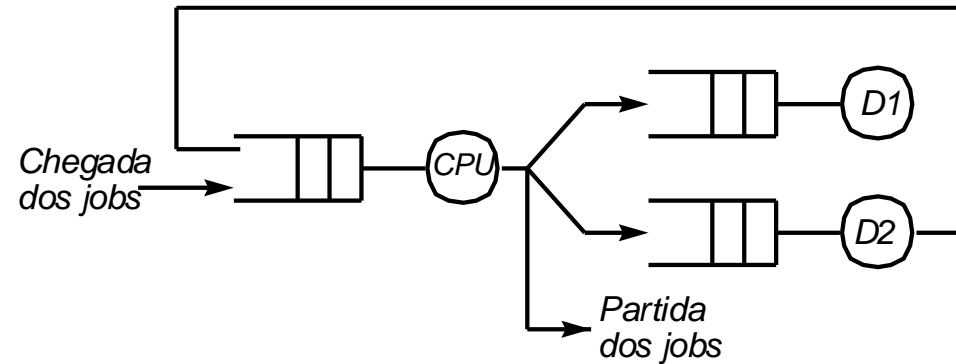 Chegada
dos jobs
CPU
D1
D2
Partida
dos jobs